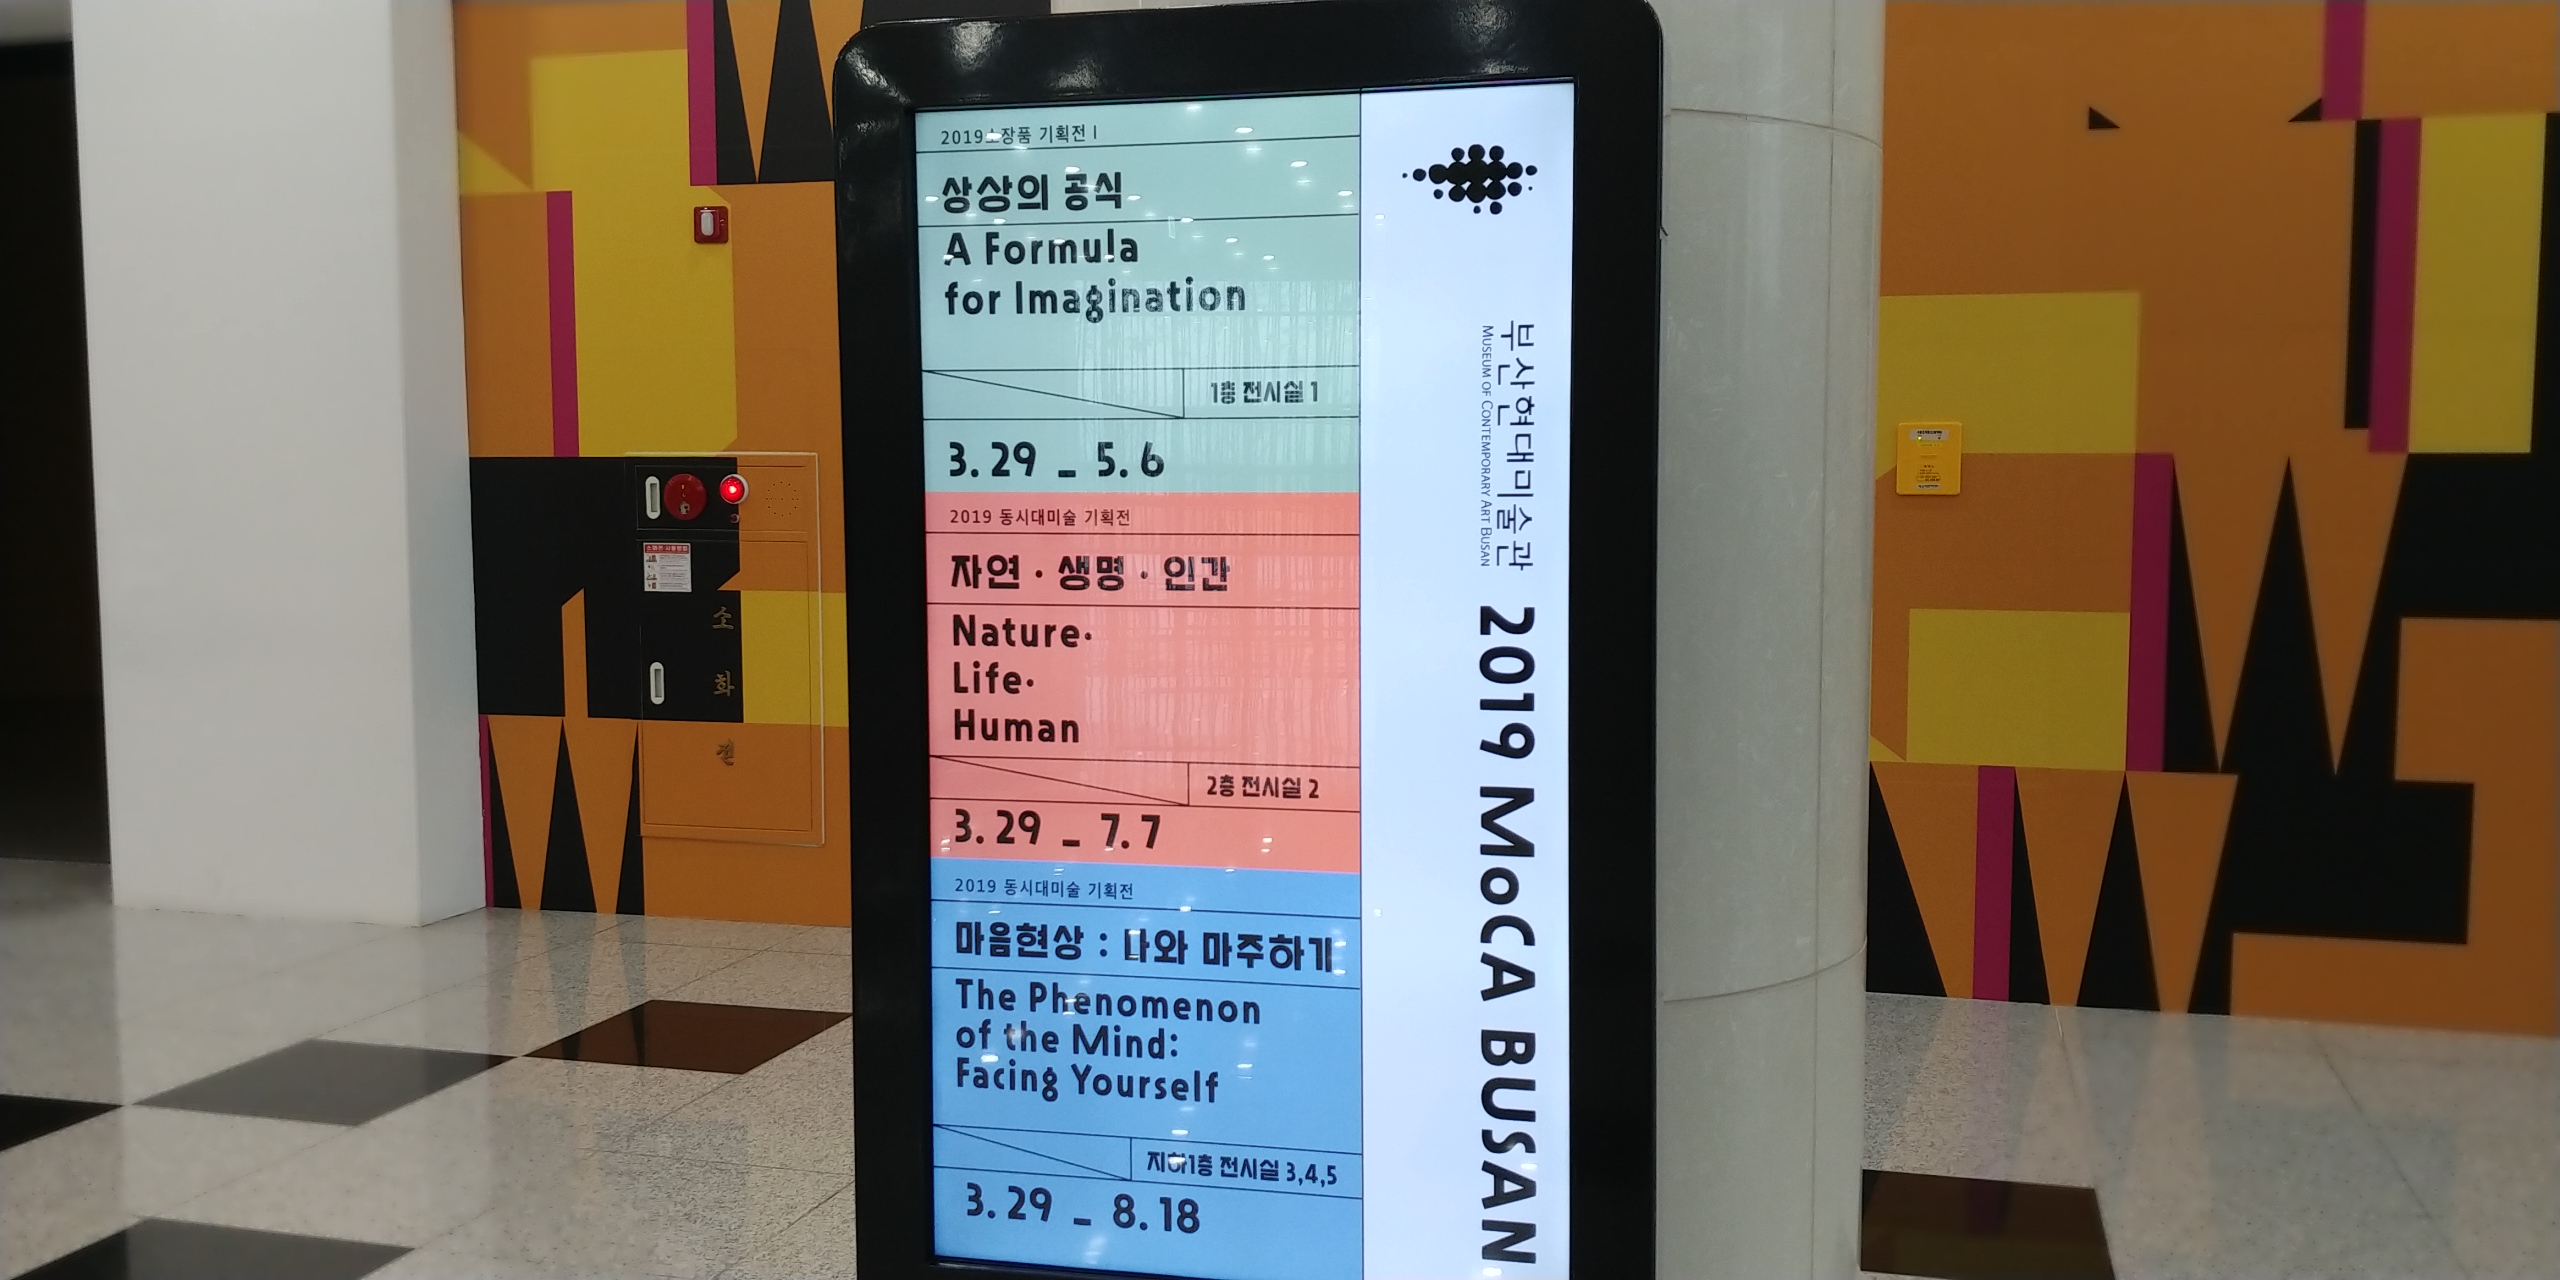 2019소장품 기획전 I
상상의 공식
A Formula
for Imagination
1층 전시실 1
3. 29 _ 5. 6
2019 동시대미술 기획전
자연 · 생명 · 인간
Nature·
Life·
Human
2층 전시실 2
3. 29 _ 7. 7
2019 동시대미술 기획전
마음현상 : 나와 마주하기
The Phenomenon
of the Mind:
Facing Yourself
지하1층 전시실 3,4,5
3. 29 _ 8. 18
부산현대미술관
MUSEUM OF CONTEMPORARY ART BUSAN
2019 MoCA BUSAN
소
화
전